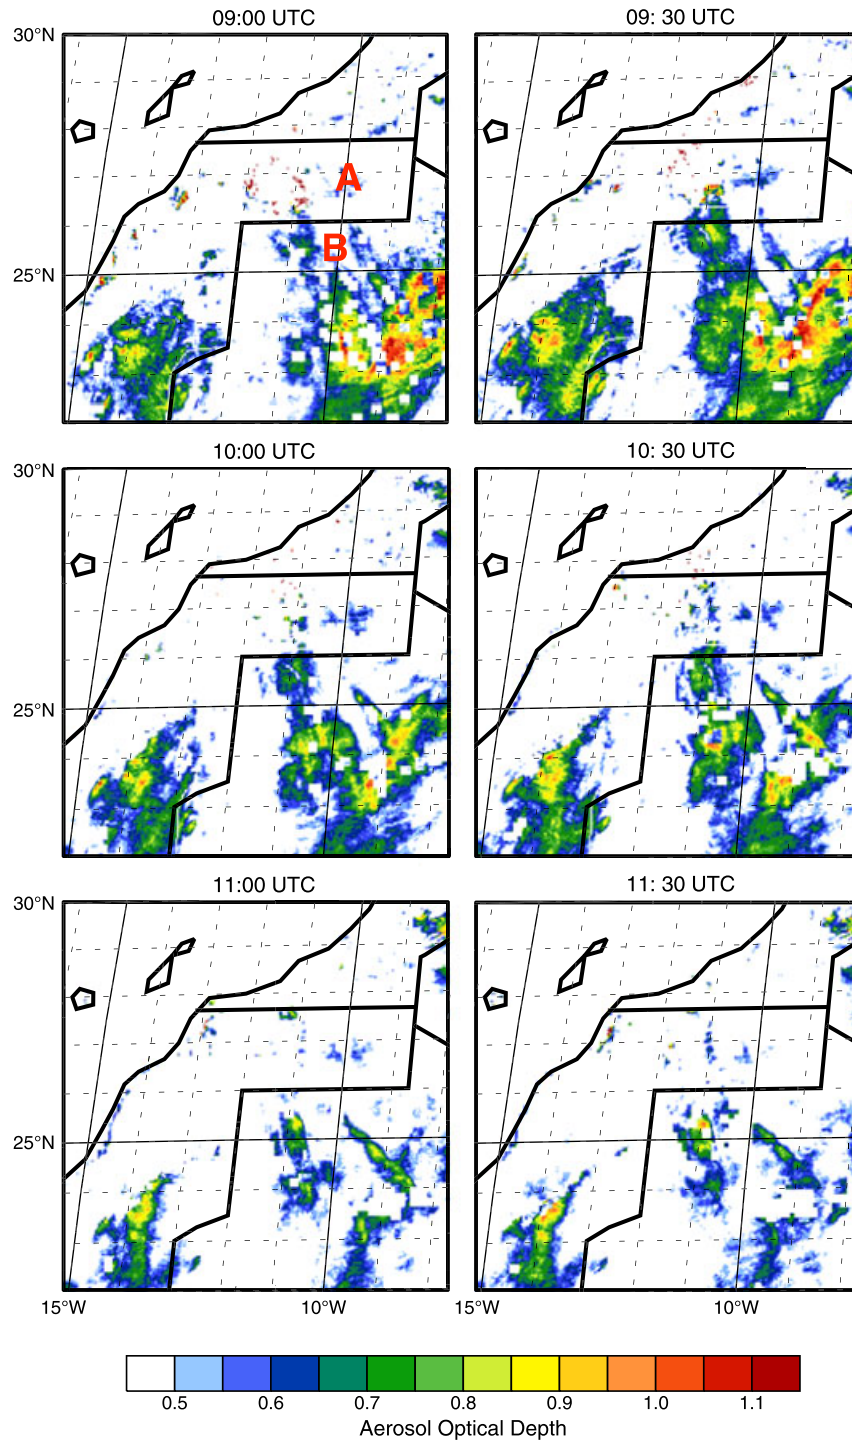 09:00 UTC
09: 30 UTC
30°N
A
B
25°N
10:00 UTC
10: 30 UTC
30°N
25°N
11:00 UTC
11: 30 UTC
30°N
25°N
15°W 10°W 15°W 10°W
0.5 0.6 0.7 0.8 0.9 1.0 1.1
Aerosol Optical Depth